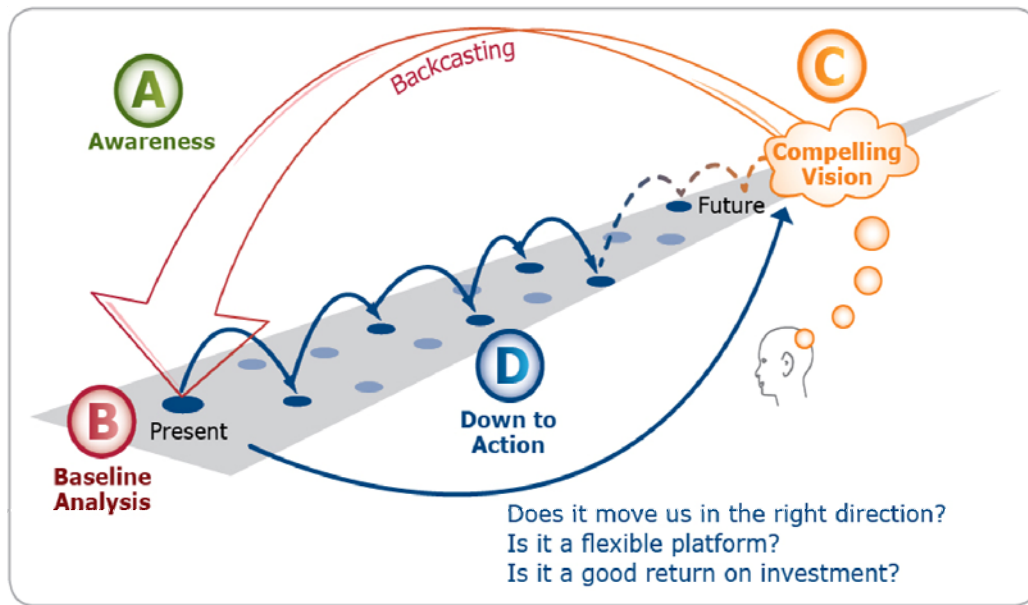 A
Awareness
Backcasting
C
Compelling
Vision
Future
B
Present
Baseline
Analysis
D
Down to
Action
Does it move us in the right direction?
Is it a flexible platform?
Is it a good return on investment?